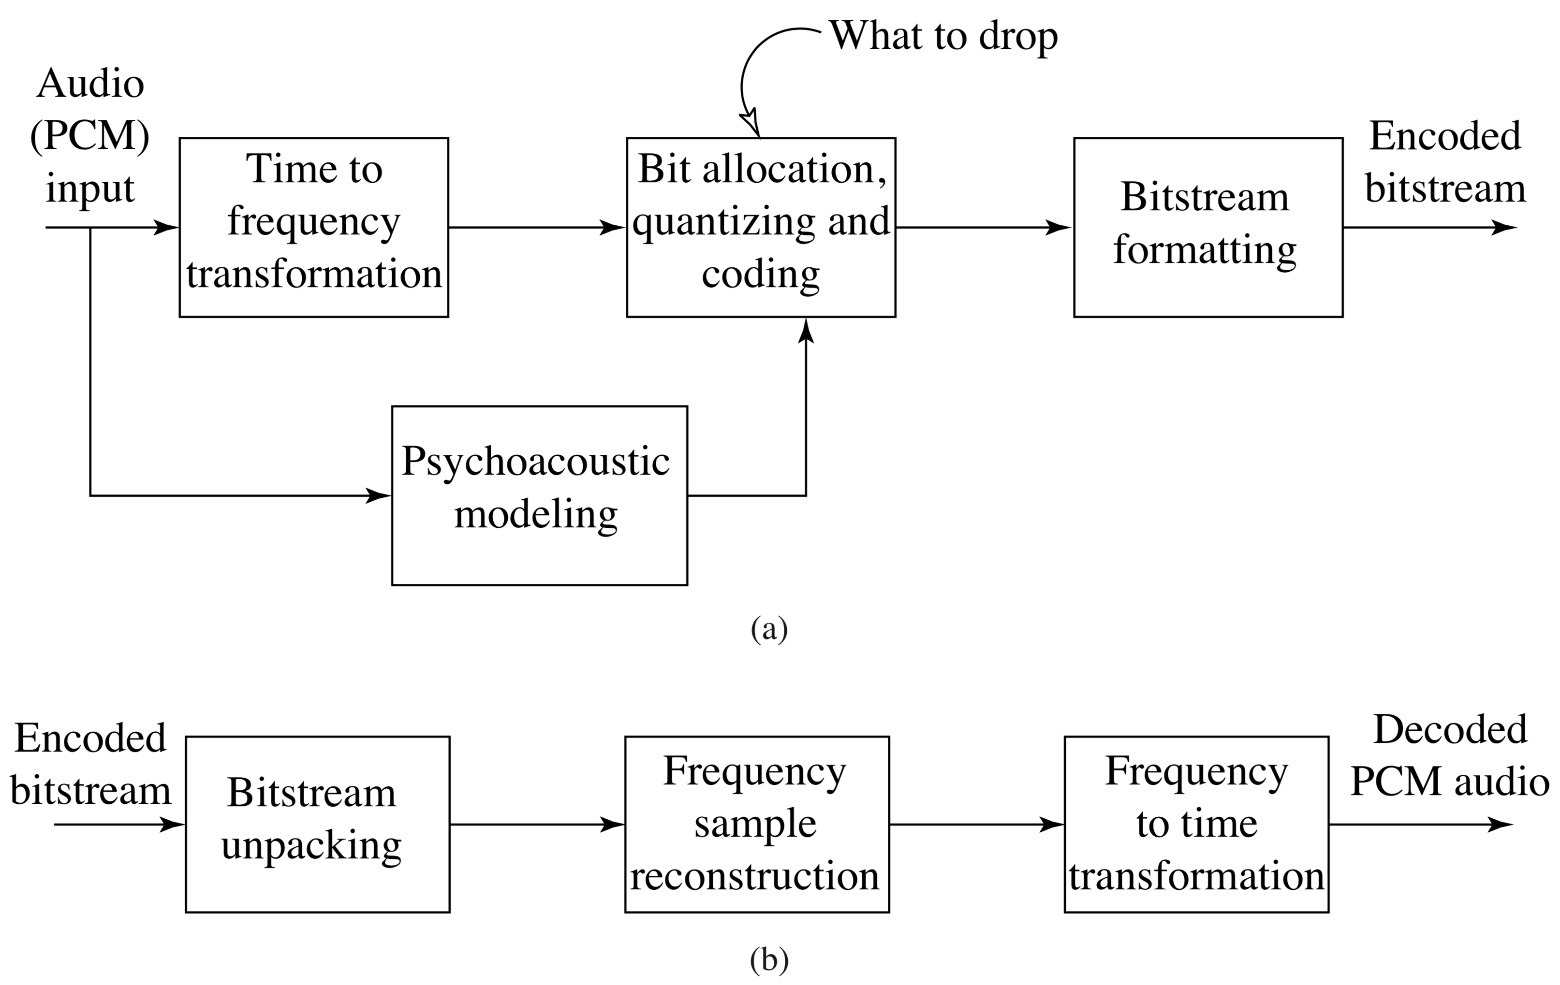 What to drop
Audio
(PCM)
input
Time to
frequency
transformation
Bit allocation,
quantizing and
coding
Bitstream
formatting
Encoded
bitstream
Psychoacoustic
modeling
(a)
Encoded
bitstream
Bitstream
unpacking
Frequency
sample
reconstruction
Frequency
to time
transformation
Decoded
PCM audio
(b)